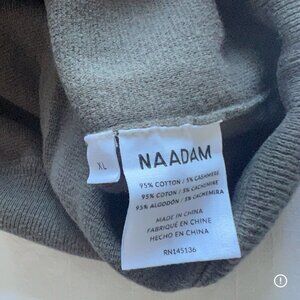 XL
NAADAM
95% COTTON / 5% CASHMERE
95% COTON / 5% CACHEMIRE
95% ALGODÓN / 5% CACHEMIRA
MADE IN CHINA
FABRIQUÉ EN CHINE
HECHO EN CHINA
RN145136